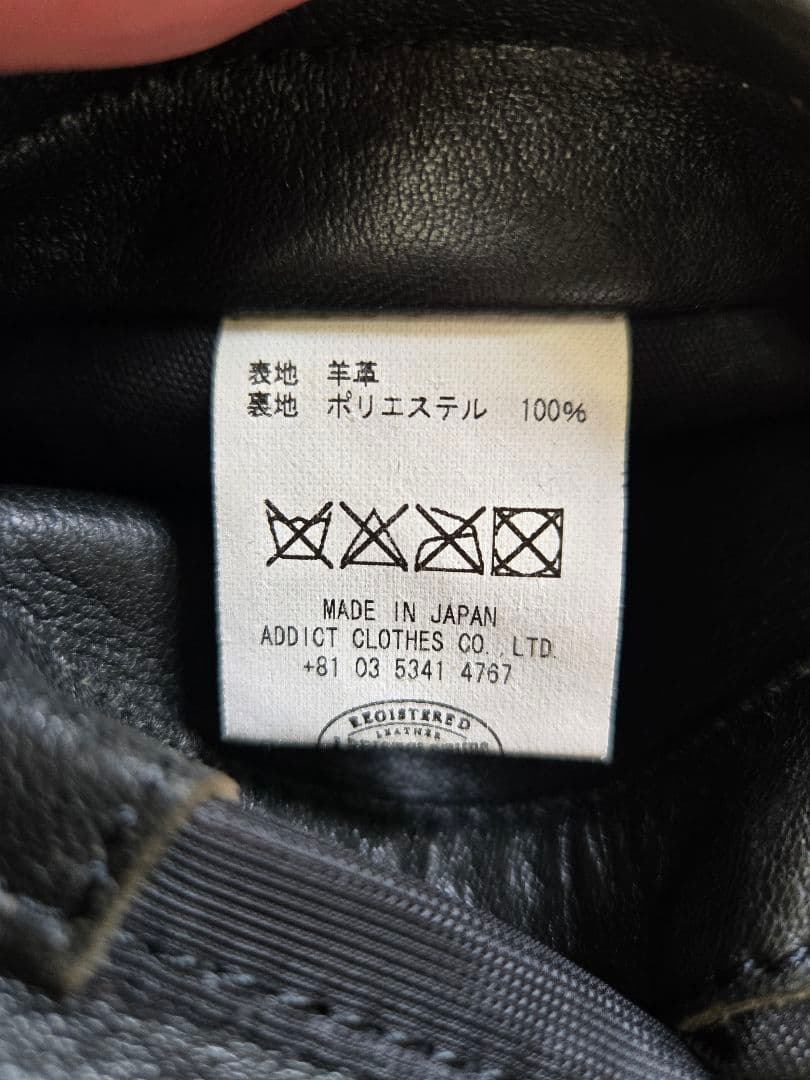 表地 羊革
裏地 ポリエステル 100%
MADE IN JAPAN
ADDICT CLOTHES CO.,LTD.
+81 03 5341 4767
REGISTERED
LEATHER